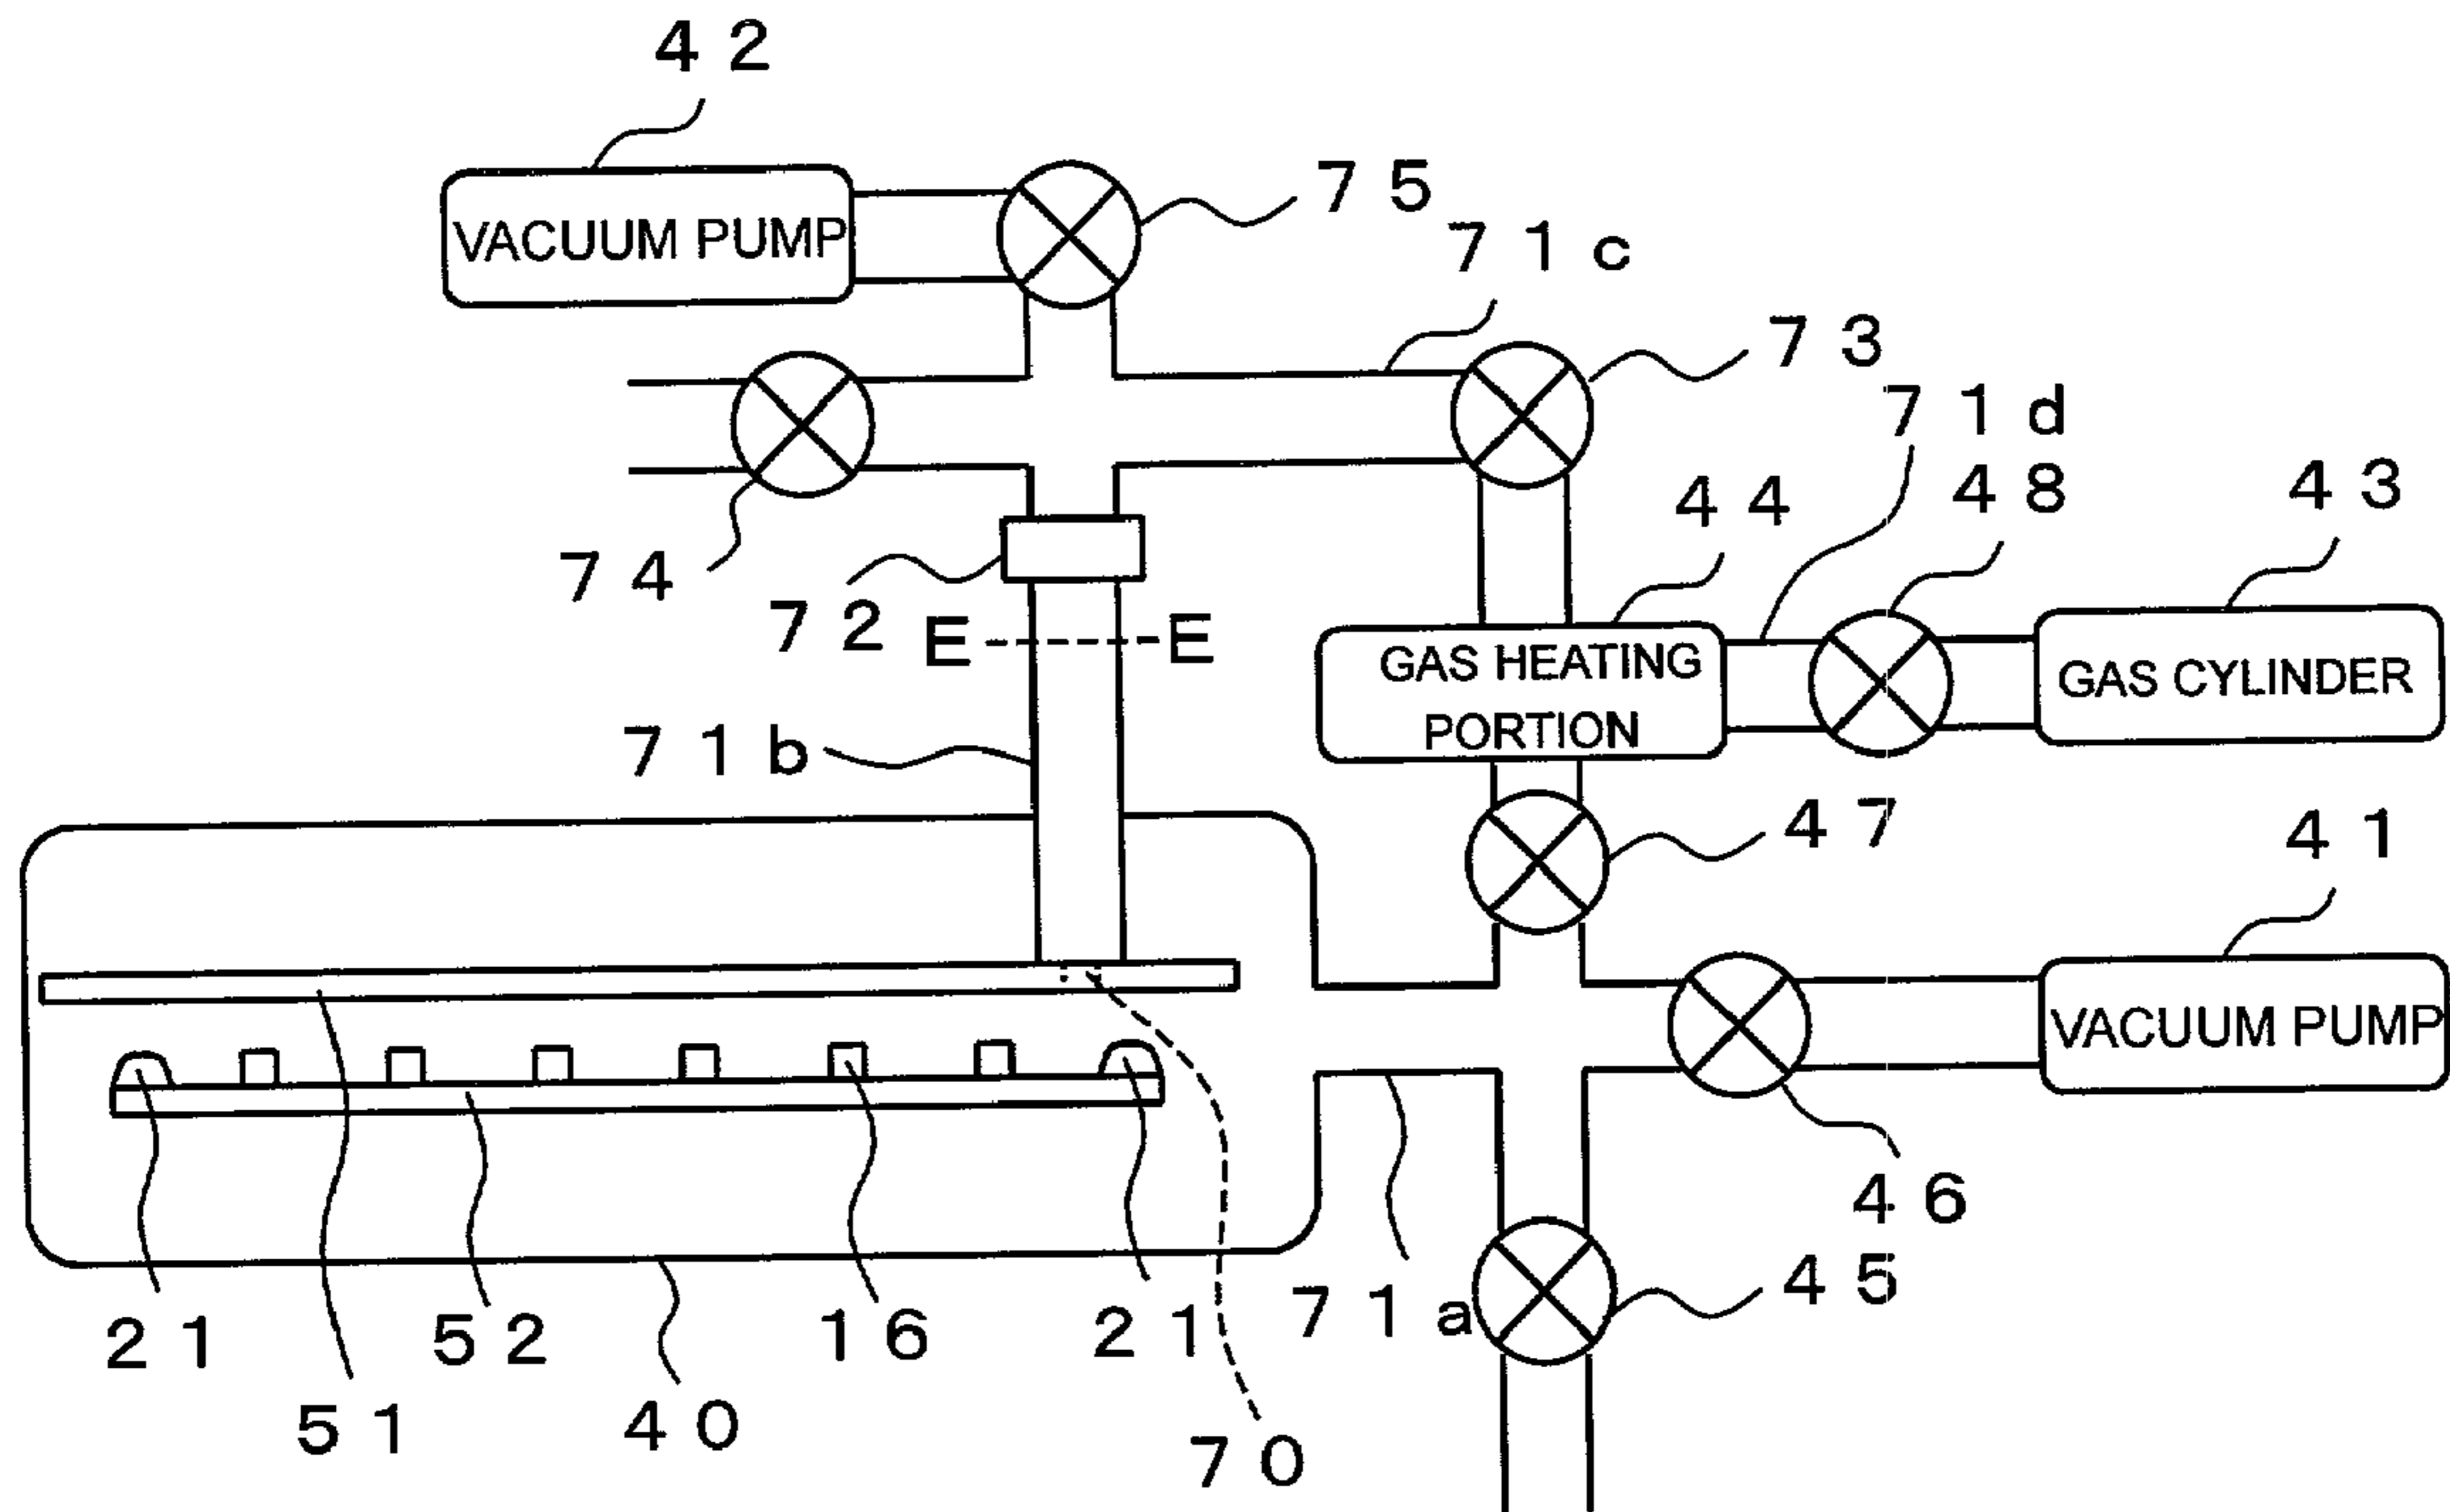 42
VACUUM PUMP
75
71c
73
71d
74
72
E
E
44
48
43
GAS HEATING
PORTION
GAS CYLINDER
71b
47
41
VACUUM PUMP
46
45
21
51
52
40
16
21
70
71a